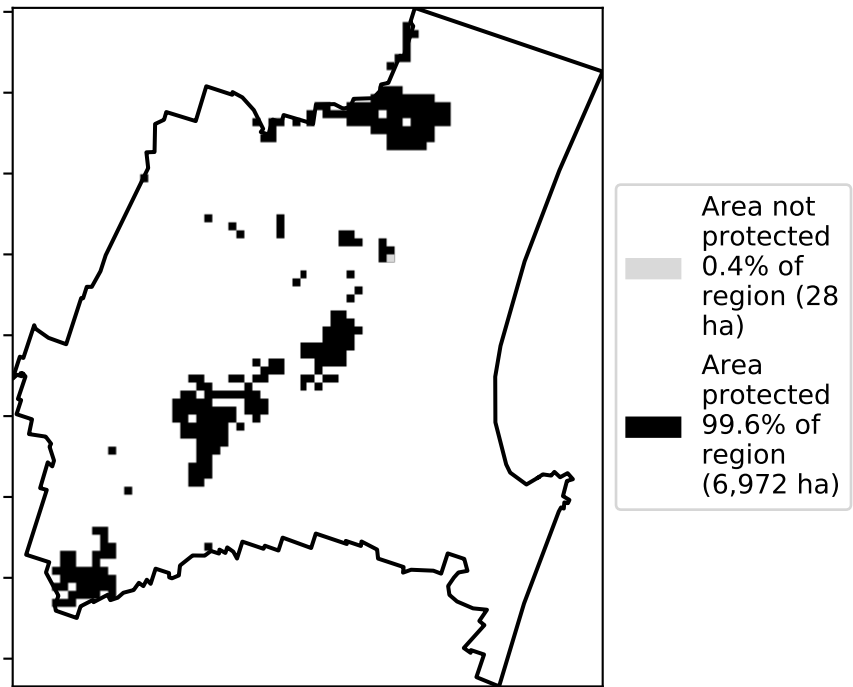 Area not
protected
0.4% of
region (28
ha)
Area
protected
99.6% of
region
(6,972 ha)